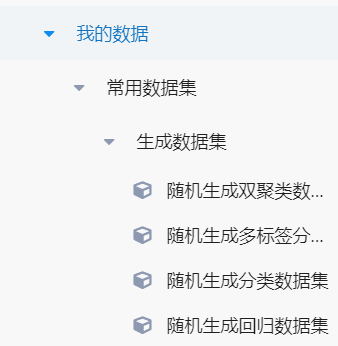 我的数据
常用数据集
生成数据集
随机生成双聚类数...
随机生成多标签分...
随机生成分类数据集
随机生成回归数据集